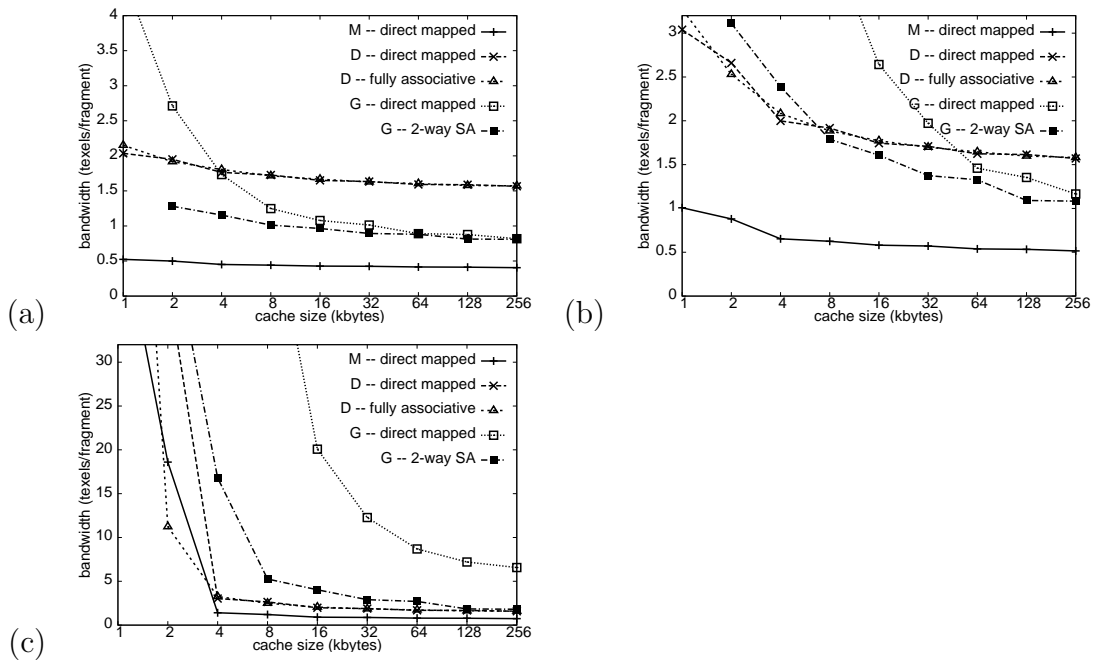 bandwidth (texels/fragment)
4
3.5
3
2.5
2
1.5
1
0.5
0
M -- direct mapped
D -- direct mapped
D -- fully associative
G -- direct mapped
G -- 2-way SA
1 2 4 8 16 32 64 128 256
cache size (kbytes)
(a)
bandwidth (texels/fragment)
3
2.5
2
1.5
1
0.5
0
M -- direct mapped
D -- direct mapped
D -- fully associative
G -- direct mapped
G -- 2-way SA
1 2 4 8 16 32 64 128 256
cache size (kbytes)
(b)
bandwidth (texels/fragment)
30
25
20
15
10
5
0
M -- direct mapped
D -- direct mapped
D -- fully associative
G -- direct mapped
G -- 2-way SA
1 2 4 8 16 32 64 128 256
cache size (kbytes)
(c)